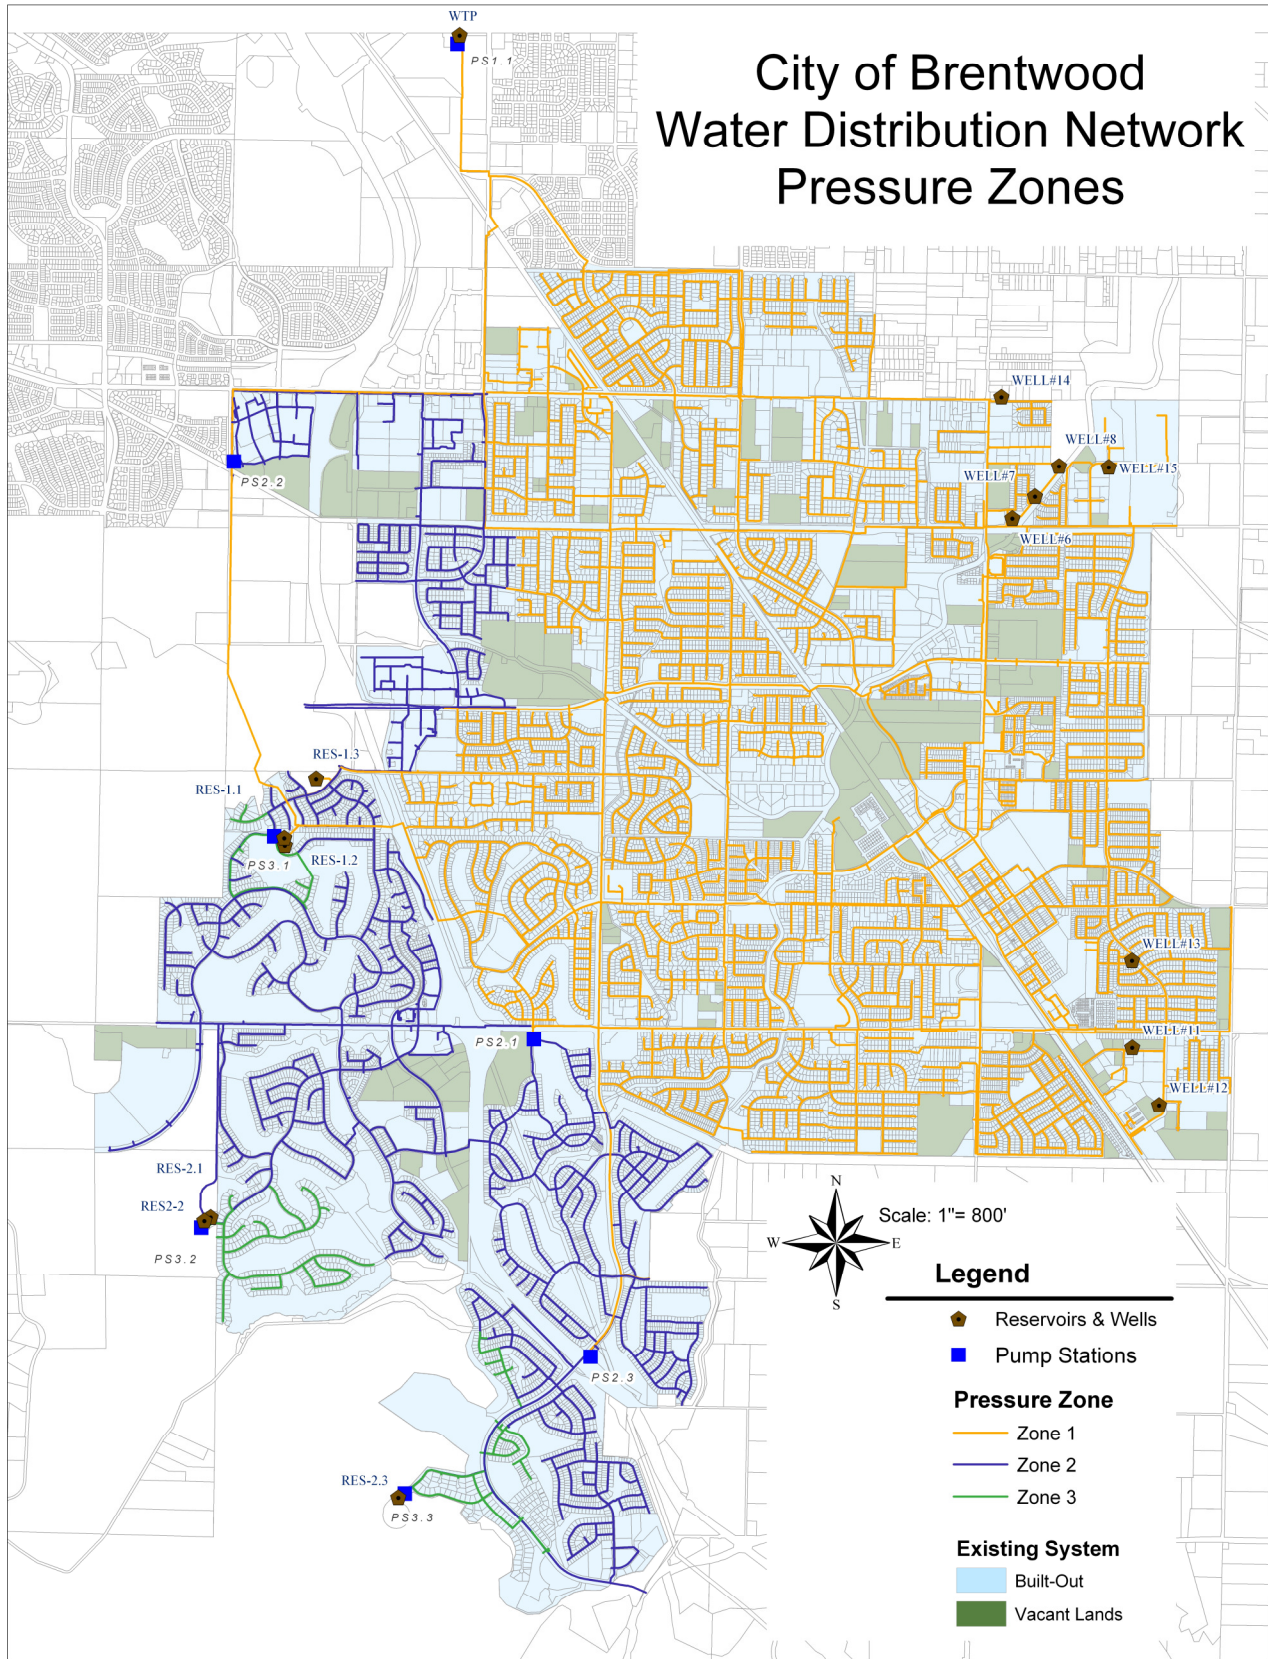 WTP
PS1.1
City of Brentwood
Water Distribution Network
Pressure Zones
WELL#14
WELL#8
WELL#7
WELL#15
PS2.2
WELL#6
RES-1.3
RES-1.1
RES-1.2
PS3.1
WELL#13
WELL#11
PS2.1
WELL#12
RES-2.1
RES2-2
PS3.2
N
W
E
S
Scale: 1"= 800'
Legend
Reservoirs & Wells
Pump Stations
PS2.3
Pressure Zone
Zone 1
Zone 2
Zone 3
RES-2.3
PS3.3
Existing System
Built-Out
Vacant Lands